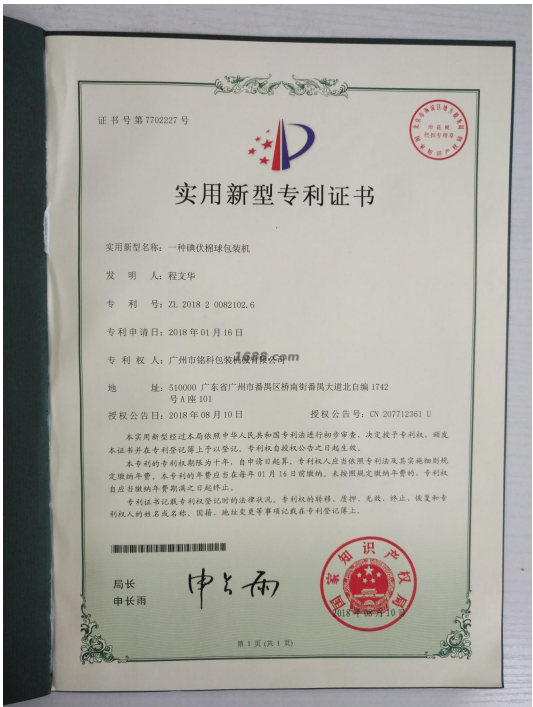 证书号第7702227号
实用新型专利证书
实用新型名称：一种碘伏棉球包装机
发 明 人：程文华
专 利 号：ZL 2018 2 0082102.6
专利申请日：2018年01月16日
专 利 权 人：广州市铭科包装机械有限公司
1688.com
地 址：510000 广东省广州市番禺区桥南街番禺大道北自编1742
号A座101
授权公告日：2018年08月10日 授权公告号：CN 207712361 U
本实用新型经过本局依照中华人民共和国专利法进行初步审查，决定授予专利权，颁发
本证书并在专利登记簿上予以登记。专利权自授权公告之日起生效。
本专利的专利权期限为十年，自申请日起算。专利权人应当依照专利法及其实施细则规
定缴纳年费。本专利的年费应当在每年01月16日前缴纳。未按照规定缴纳年费的，专利权
自应当缴纳年费期满之日起终止。
专利证书记载专利权登记时的法律状况。专利权的转移、质押、无效、终止、恢复和专
利权人的姓名或名称、国籍、地址变更等事项记载在专利登记簿上。
局长
申长雨
申长雨
国家知识产权局
2018年08月10日
第1页(共1页)